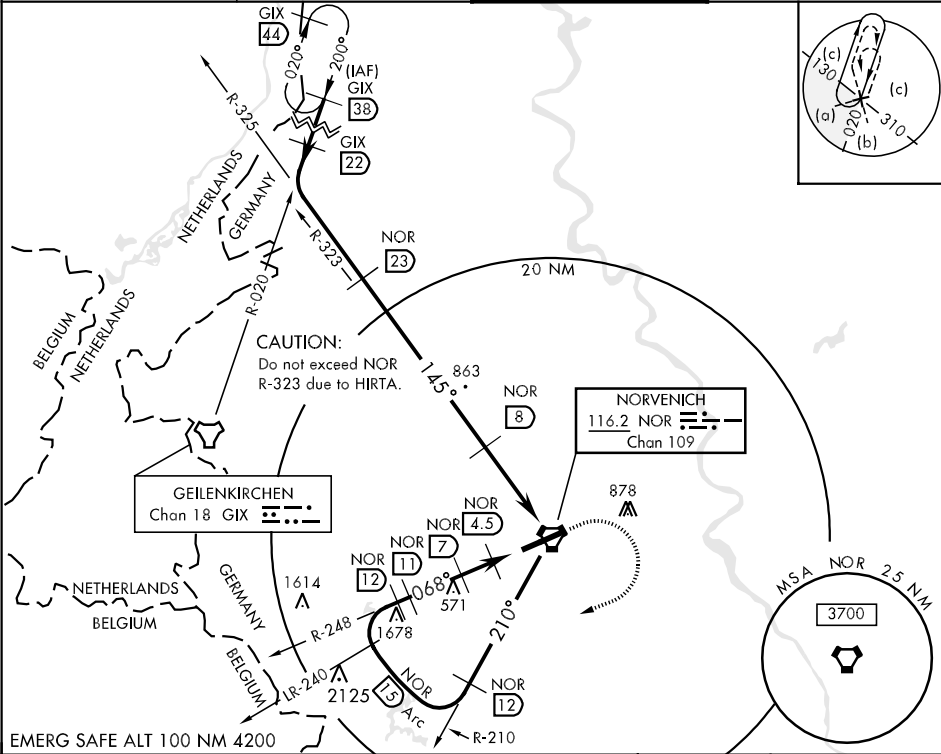 GIX
44
020°
200°
(IAF)
GIX
38
GIX
22
R-325
NETHERLANDS
GERMANY
R-323
NOR
23
R-020
20 NM
BELGIUM
NETHERLANDS
CAUTION:
Do not exceed NOR
R-323 due to HIRTA.
145°
863
NOR
8
NORVENICH
116.2 NOR
Chan 109
GEILENKIRCHEN
Chan 18 GIX
878
NOR
4.5
NOR
7
NOR
11
NOR
12
068°
571
1614
GERMANY
NETHERLANDS
BELGIUM
R-248
1678
210°
BELGIUM
LR-240
2125
15
NOR
Arc
NOR
12
R-210
EMERG SAFE ALT 100 NM 4200
MSA NOR 25 NM
3700
(c)
130
(c)
(a)
020
310
(b)